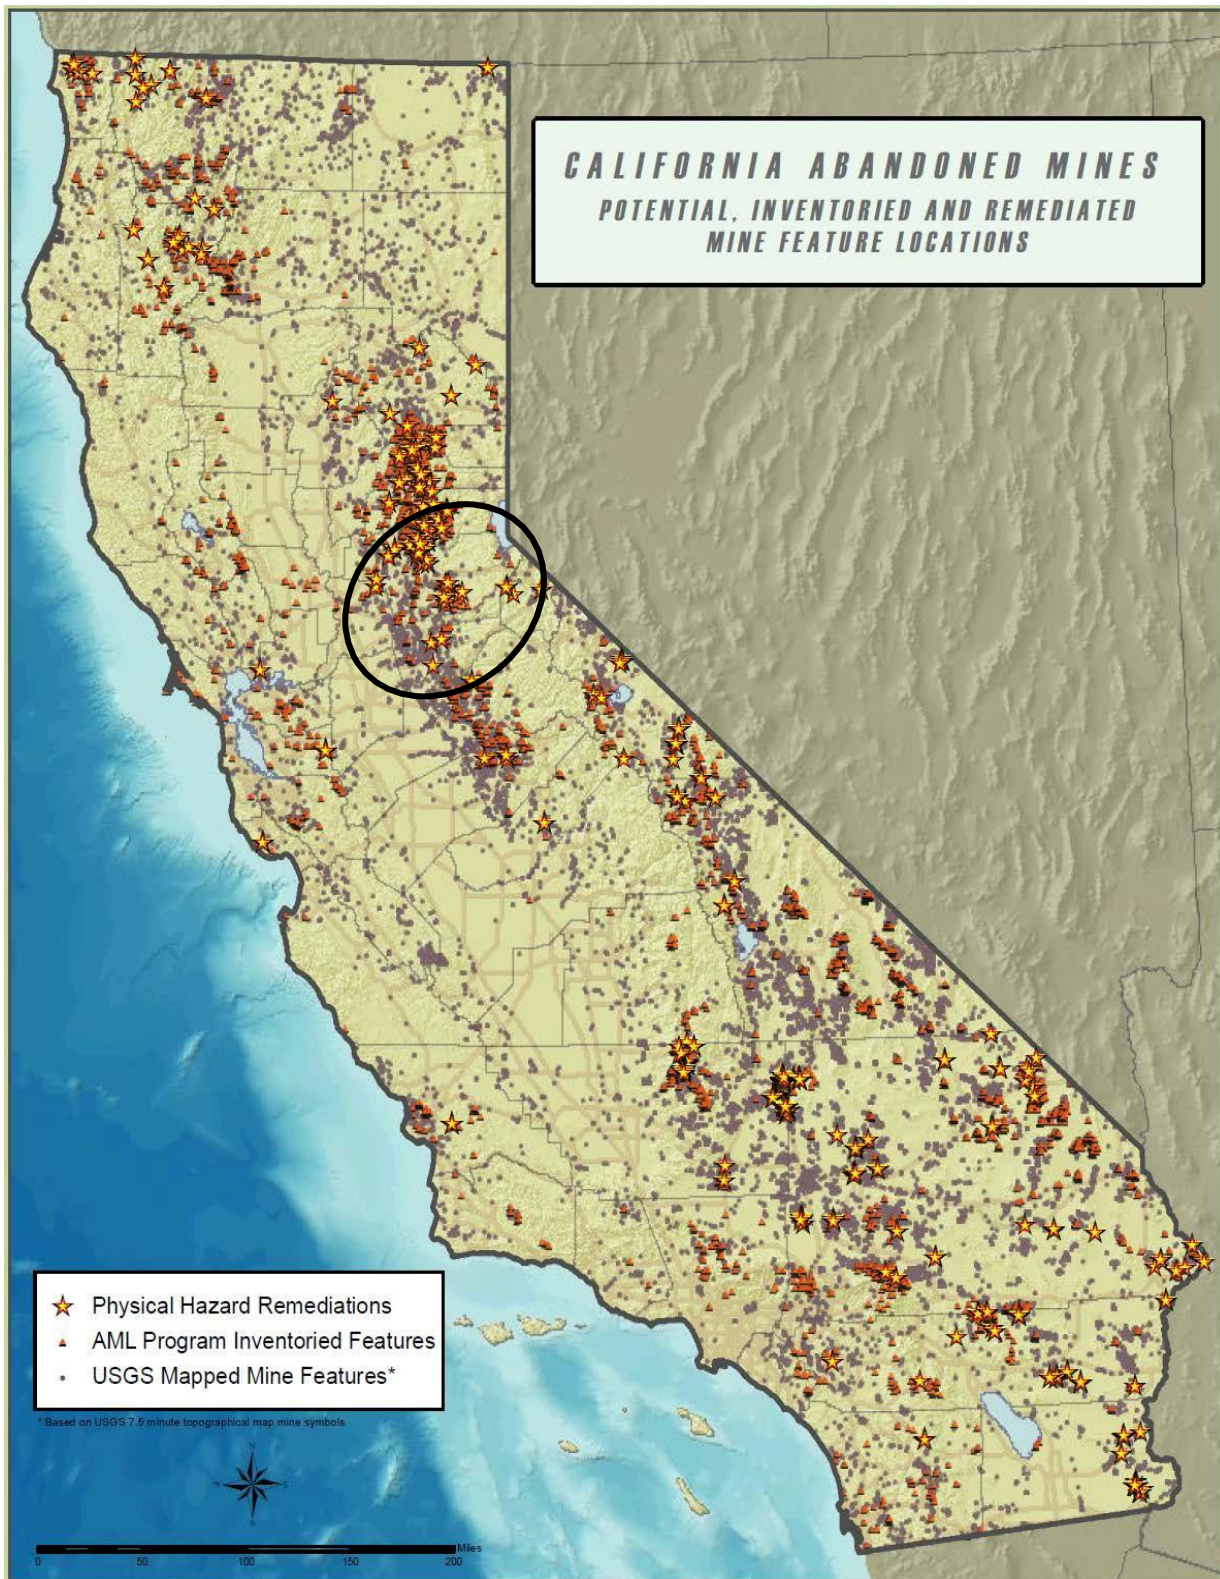 CALIFORNIA ABANDONED MINES
POTENTIAL, INVENTORIED AND REMEDIATED
MINE FEATURE LOCATIONS
Physical Hazard Remediations
AML Program Inventoried Features
USGS Mapped Mine Features*
* Based on USGS 7.5 minute topographical map mine symbols
Miles
0 50 100 150 200